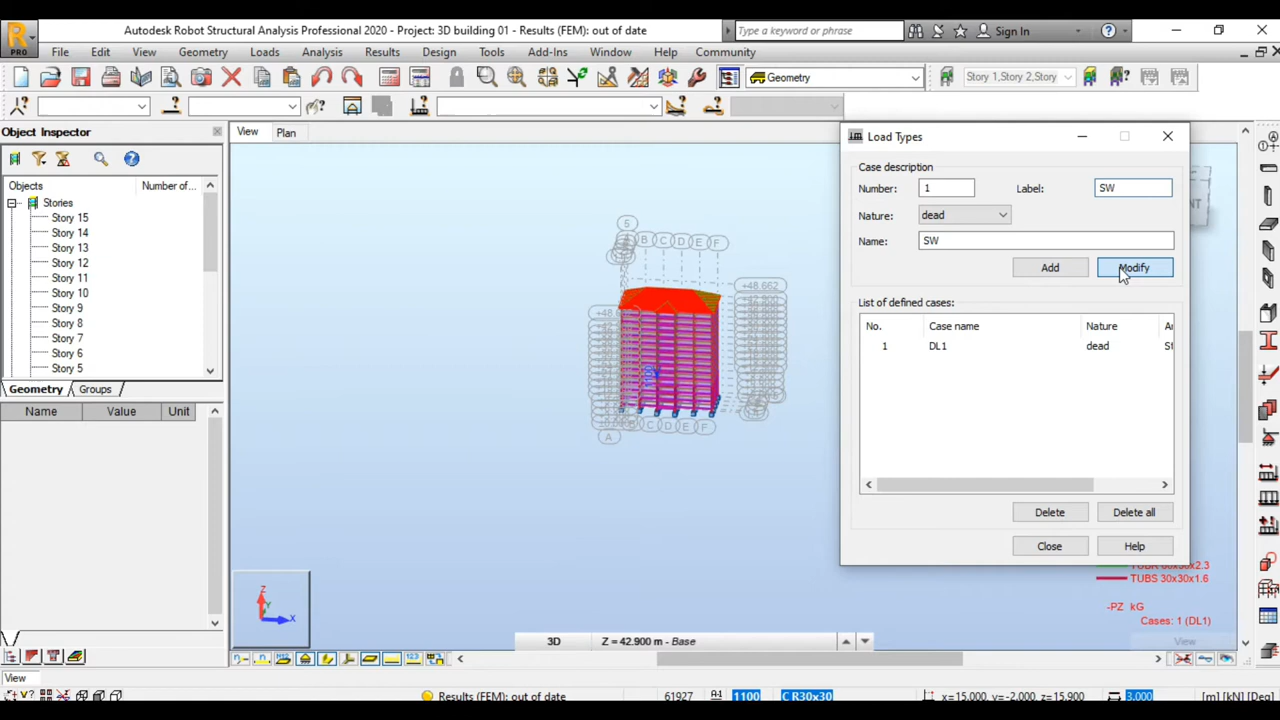 Autodesk Robot Structural Analysis Professional 2020 - Project: 3D building 01 - Results (FEM): out of date
Type a keyword or phrase
Sign In
PRO
File Edit View Geometry Loads Analysis Results Design Tools Add-Ins Window Help Community
Geometry
Story 1,Story 2,Story
Object Inspector
View Plan
Objects Number of...
Stories
Story 15
Story 14
Story 13
Story 12
Story 11
Story 10
Story 9
Story 8
Story 7
Story 6
Story 5
Geometry Groups
Name Value Unit
5
B C D E F
+48.662
A
B C D E F
Load Types
Case description
Number: 1 Label: SW
Nature: dead
Name: SW
Add Modify
List of defined cases:
No. Case name Nature
1 DL1 dead
Delete Delete all
Close Help
TUBS 30x30x1.6
-PZ kG
Cases: 1 (DL1)
View
Z
Y
X
3D Z = 42.900 m - Base
View
Results (FEM): out of date 61927 1100 C R30x30 x=15.000, y=-2.000, z=15.900 3.000 [m] [kN] [Deg]